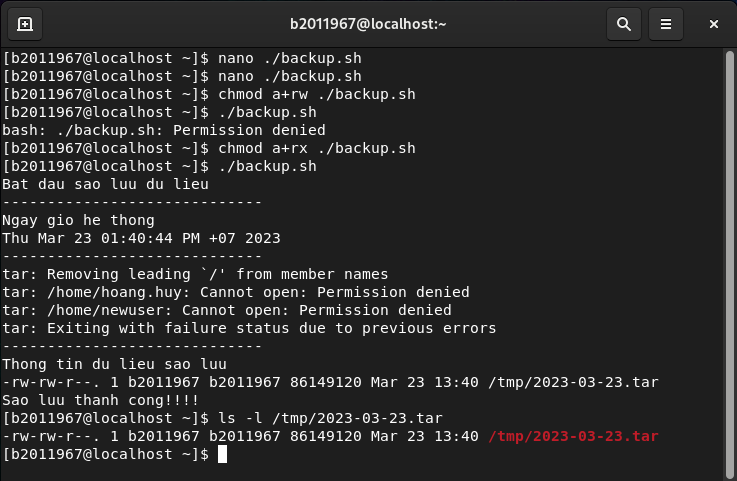 b2011967@localhost:~
[b2011967@localhost ~]$ nano ./backup.sh
[b2011967@localhost ~]$ nano ./backup.sh
[b2011967@localhost ~]$ chmod a+rw ./backup.sh
[b2011967@localhost ~]$ ./backup.sh
bash: ./backup.sh: Permission denied
[b2011967@localhost ~]$ chmod a+rx ./backup.sh
[b2011967@localhost ~]$ ./backup.sh
Bat dau sao luu du lieu
-----------------------------
Ngay gio he thong
Thu Mar 23 01:40:44 PM +07 2023
-----------------------------
tar: Removing leading `/' from member names
tar: /home/hoang.huy: Cannot open: Permission denied
tar: /home/newuser: Cannot open: Permission denied
tar: Exiting with failure status due to previous errors
-----------------------------
Thong tin du lieu sao luu
-rw-rw-r--. 1 b2011967 b2011967 86149120 Mar 23 13:40 /tmp/2023-03-23.tar
Sao luu thanh cong!!!!
[b2011967@localhost ~]$ ls -l /tmp/2023-03-23.tar
-rw-rw-r--. 1 b2011967 b2011967 86149120 Mar 23 13:40 /tmp/2023-03-23.tar
[b2011967@localhost ~]$